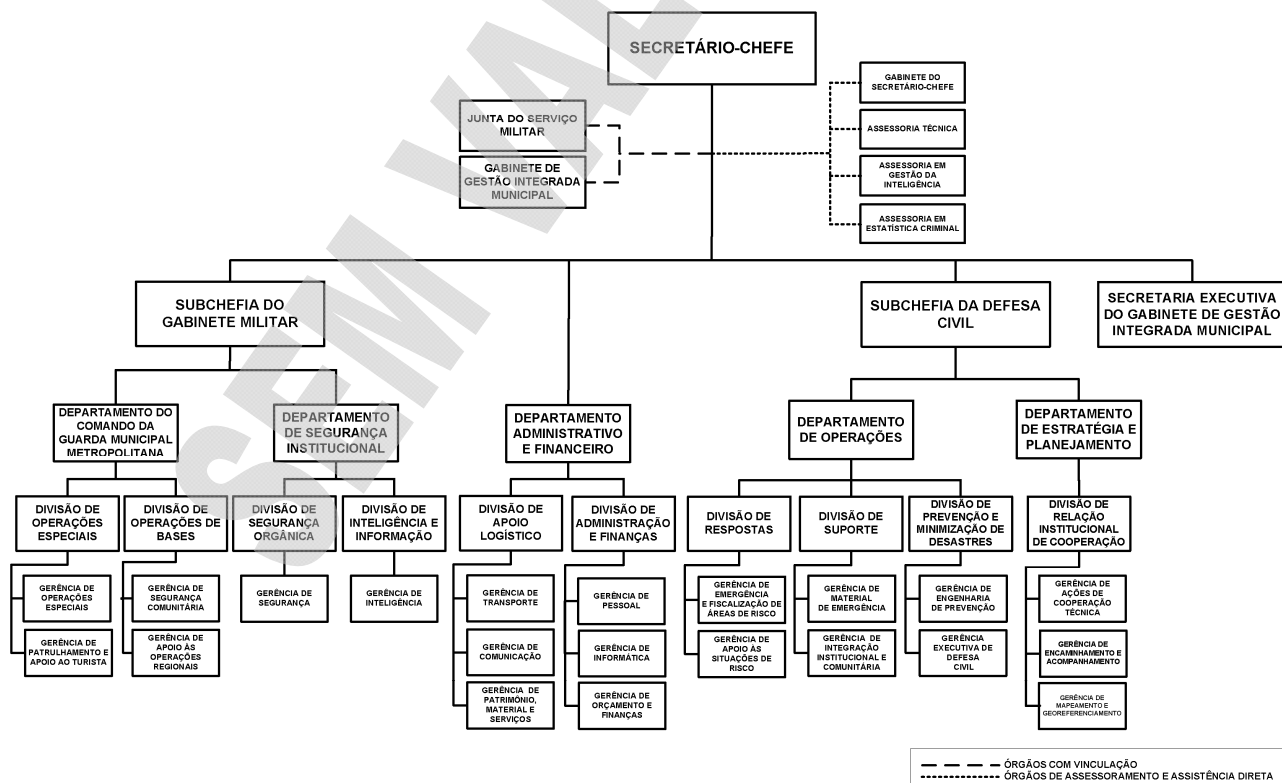 SECRETÁRIO-CHEFE
GABINETE DO
SECRETÁRIO-CHEFE
JUNTA DO SERVIÇO
MILITAR
ASSESSORIA TÉCNICA
GABINETE DE
GESTÃO INTEGRADA
MUNICIPAL
ASSESSORIA EM
GESTÃO DA
INTELIGÊNCIA
ASSESSORIA EM
ESTATÍSTICA CRIMINAL
SUBCHEFIA DO
GABINETE MILITAR
SUBCHEFIA DA DEFESA
CIVIL
SECRETARIA EXECUTIVA
DO GABINETE DE GESTÃO
INTEGRADA MUNICIPAL
DEPARTAMENTO DO
COMANDO DA
GUARDA MUNICIPAL
METROPOLITANA
DEPARTAMENTO
DE SEGURANÇA
INSTITUCIONAL
DEPARTAMENTO
ADMINISTRATIVO
E FINANCEIRO
DEPARTAMENTO
DE OPERAÇÕES
DEPARTAMENTO
DE ESTRATÉGIA E
PLANEJAMENTO
DIVISÃO DE
OPERAÇÕES
ESPECIAIS
DIVISÃO DE
OPERAÇÕES DE
BASES
DIVISÃO DE
SEGURANÇA
ORGÂNICA
DIVISÃO DE
INTELIGÊNCIA E
INFORMAÇÃO
DIVISÃO DE
APOIO
LOGÍSTICO
DIVISÃO DE
ADMINISTRAÇÃO
E FINANÇAS
DIVISÃO DE
RESPOSTAS
DIVISÃO DE
SUPORTE
DIVISÃO DE
PREVENÇÃO E
MINIMIZAÇÃO DE
DESASTRES
DIVISÃO DE
RELAÇÃO
INSTITUCIONAL
DE COOPERAÇÃO
GERÊNCIA DE
OPERAÇÕES
ESPECIAIS
GERÊNCIA DE
SEGURANÇA
COMUNITÁRIA
GERÊNCIA DE
SEGURANÇA
GERÊNCIA DE
INTELIGÊNCIA
GERÊNCIA DE
TRANSPORTE
GERÊNCIA DE
PESSOAL
GERÊNCIA DE
EMERGÊNCIA
E FISCALIZAÇÃO DE
ÁREAS DE RISCO
GERÊNCIA DE
MATERIAL
DE EMERGÊNCIA
GERÊNCIA DE
ENGENHARIA
DE PREVENÇÃO
GERÊNCIA DE
AÇÕES DE
COOPERAÇÃO
TÉCNICA
GERÊNCIA DE
PATRULHAMENTO E
APOIO AO TURISTA
GERÊNCIA DE
APOIO ÀS
OPERAÇÕES
REGIONAIS
GERÊNCIA DE
COMUNICAÇÃO
GERÊNCIA DE
INFORMÁTICA
GERÊNCIA DE
APOIO ÀS
SITUAÇÕES DE
RISCO
GERÊNCIA DE
INTEGRAÇÃO
INSTITUCIONAL E
COMUNITÁRIA
GERÊNCIA
EXECUTIVA DE
DEFESA
CIVIL
GERÊNCIA DE
ENCAMINHAMENTO E
ACOMPANHAMENTO
GERÊNCIA DE
PATRIMÔNIO,
MATERIAL E
SERVIÇOS
GERÊNCIA DE
ORÇAMENTO E
FINANÇAS
GERÊNCIA DE
MAPEAMENTO E
GEOREFERENCIAMENTO
ÓRGÃOS COM VINCULAÇÃO
ÓRGÃOS DE ASSESSORAMENTO E ASSISTÊNCIA DIRETA
SEM VAL